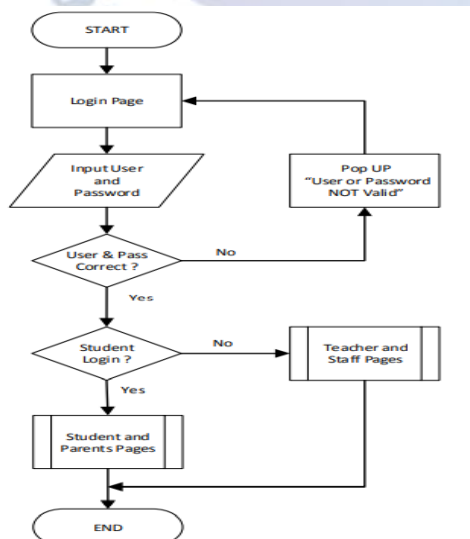 START
Login Page
Input User
and
Password
Pop UP
“User or Password
NOT Valid”
User & Pass
Correct ?
No
Yes
Student
Login ?
No
Teacher and
Staff Pages
Yes
Student and
Parents Pages
END